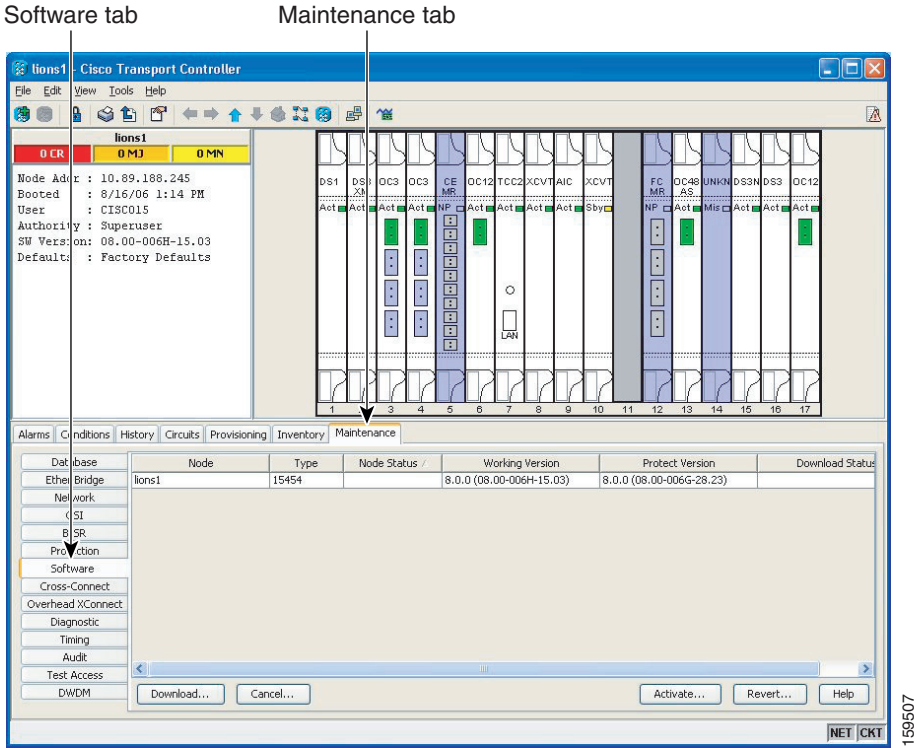 Software tab
Maintenance tab
lions1 - Cisco Transport Controller
File Edit View Tools Help
lions1
0 CR 0 MJ 0 MN
Node Addr : 10.89.188.245
Booted : 8/16/06 1:14 PM
User : CISCO15
Authority : Superuser
SW Version: 08.00-006H-15.03
Defaults : Factory Defaults
DS1 DS3 XM OC3 OC3 CE MR OC12 TCC2 XCVT AIC XCVT FC MR OC48 AS UNKN DS3N DS3 OC12
Act Act Act Act NP Act Act Act Act Sby NP Act Mis Act Act Act
LAN
1 2 3 4 5 6 7 8 9 10 11 12 13 14 15 16 17
Alarms Conditions History Circuits Provisioning Inventory Maintenance
Database
Ether Bridge
Network
OSI
BLSR
Protection
Software
Cross-Connect
Overhead XConnect
Diagnostic
Timing
Audit
Test Access
DWDM
Node Type Node Status Working Version Protect Version Download Status
lions1 15454 8.0.0 (08.00-006H-15.03) 8.0.0 (08.00-006G-28.23)
Download... Cancel... Activate... Revert... Help
NET CKT
159507